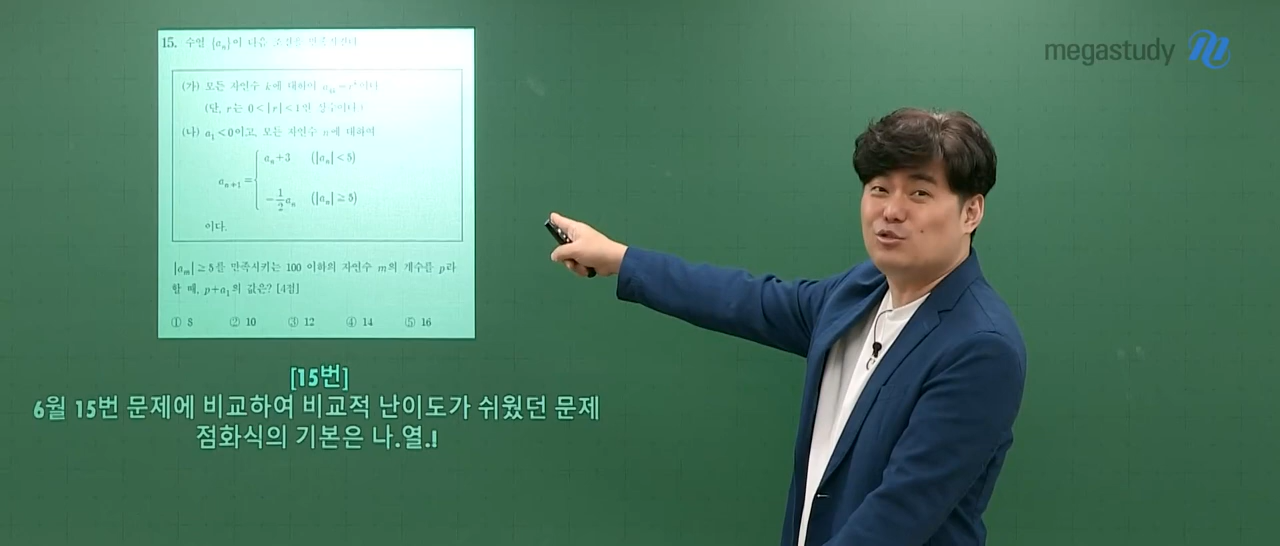 megastudy
15. 수열 {aₙ}이 다음 조건을 만족시킨다.
(가) 모든 자연수 k에 대하여 a₄ₖ=rᵏ이다.
(단, r는 0<|r|<1인 상수이다.)
(나) a₁<0이고, 모든 자연수 n에 대하여
aₙ₊₁ = { aₙ+3 (|aₙ|<5)
-1/2 aₙ (|aₙ|≥5)
이다.
|aₘ|≥5를 만족시키는 100 이하의 자연수 m의 개수를 p라
할 때, p+a₁의 값은? [4점]
① 8 ② 10 ③ 12 ④ 14 ⑤ 16
[15번]
6월 15번 문제에 비교하여 비교적 난이도가 쉬웠던 문제
점화식의 기본은 나.열.!